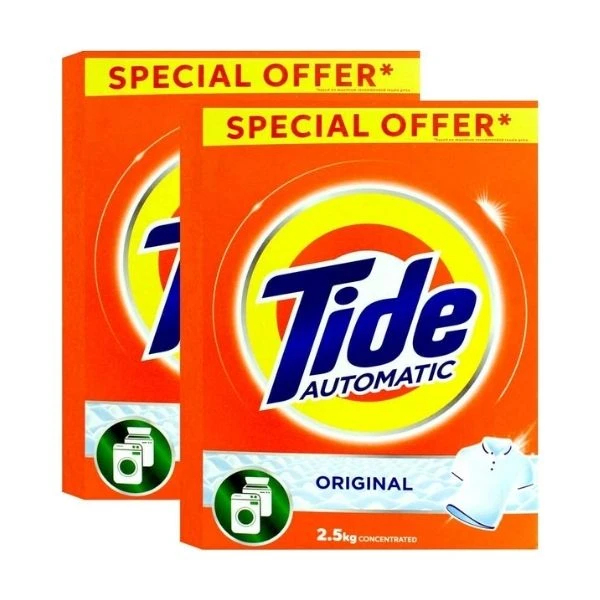 SPECIAL OFFER*
SPECIAL OFFER*
Tide
AUTOMATIC
ORIGINAL
2.5kg CONCENTRATED